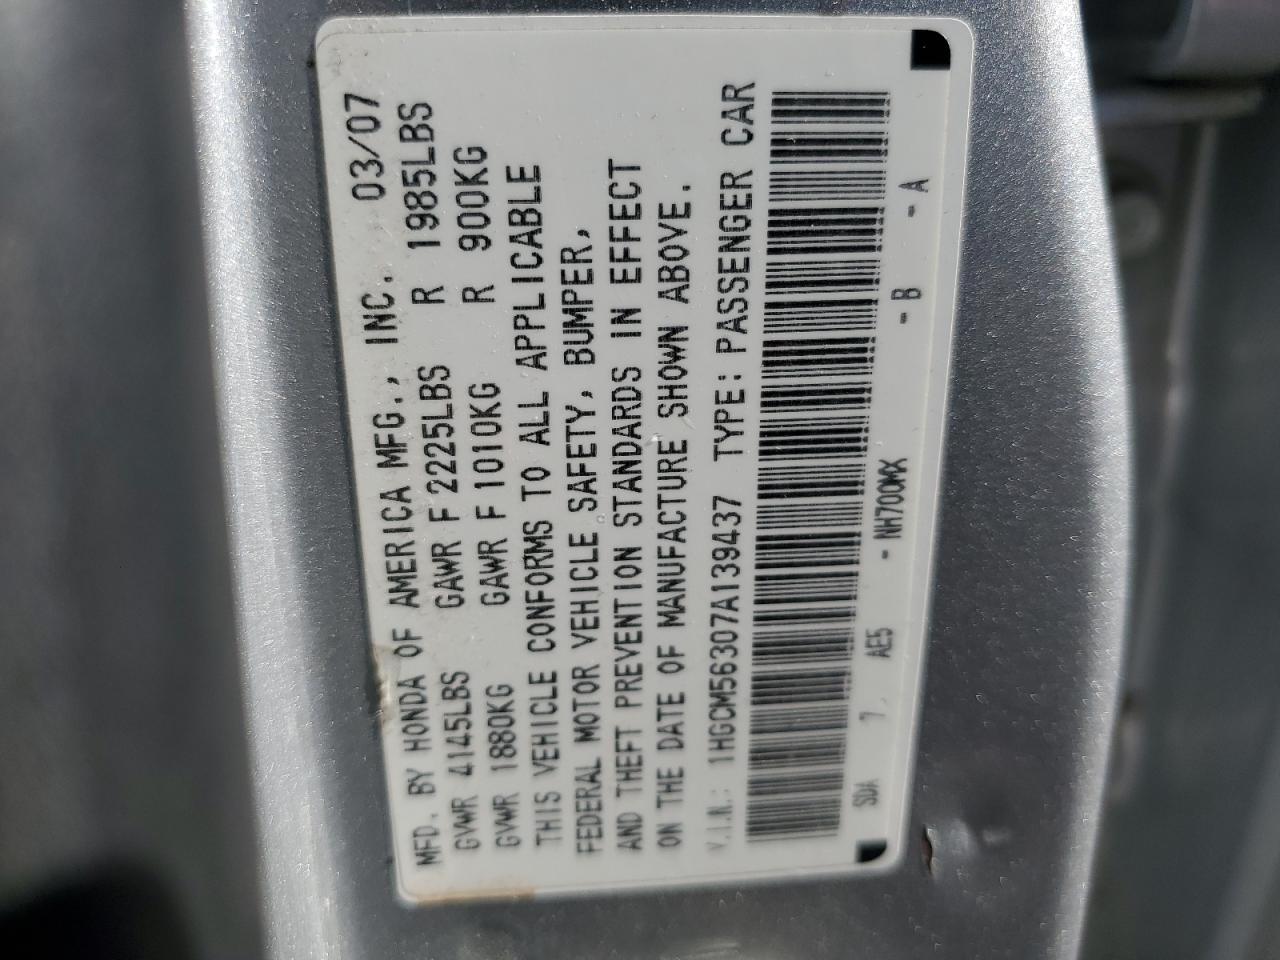 MFD. BY HONDA OF AMERICA MFG., INC. 03/07
GVWR 4145LBS GAWR F 2225LBS R 1985LBS
GVWR 1880KG GAWR F 1010KG R 900KG
THIS VEHICLE CONFORMS TO ALL APPLICABLE
FEDERAL MOTOR VEHICLE SAFETY, BUMPER,
AND THEFT PREVENTION STANDARDS IN EFFECT
ON THE DATE OF MANUFACTURE SHOWN ABOVE.
V.I.N.: 1HGCM56307A139437 TYPE: PASSENGER CAR
SDA 7 AE5 - NH700MX - B - A